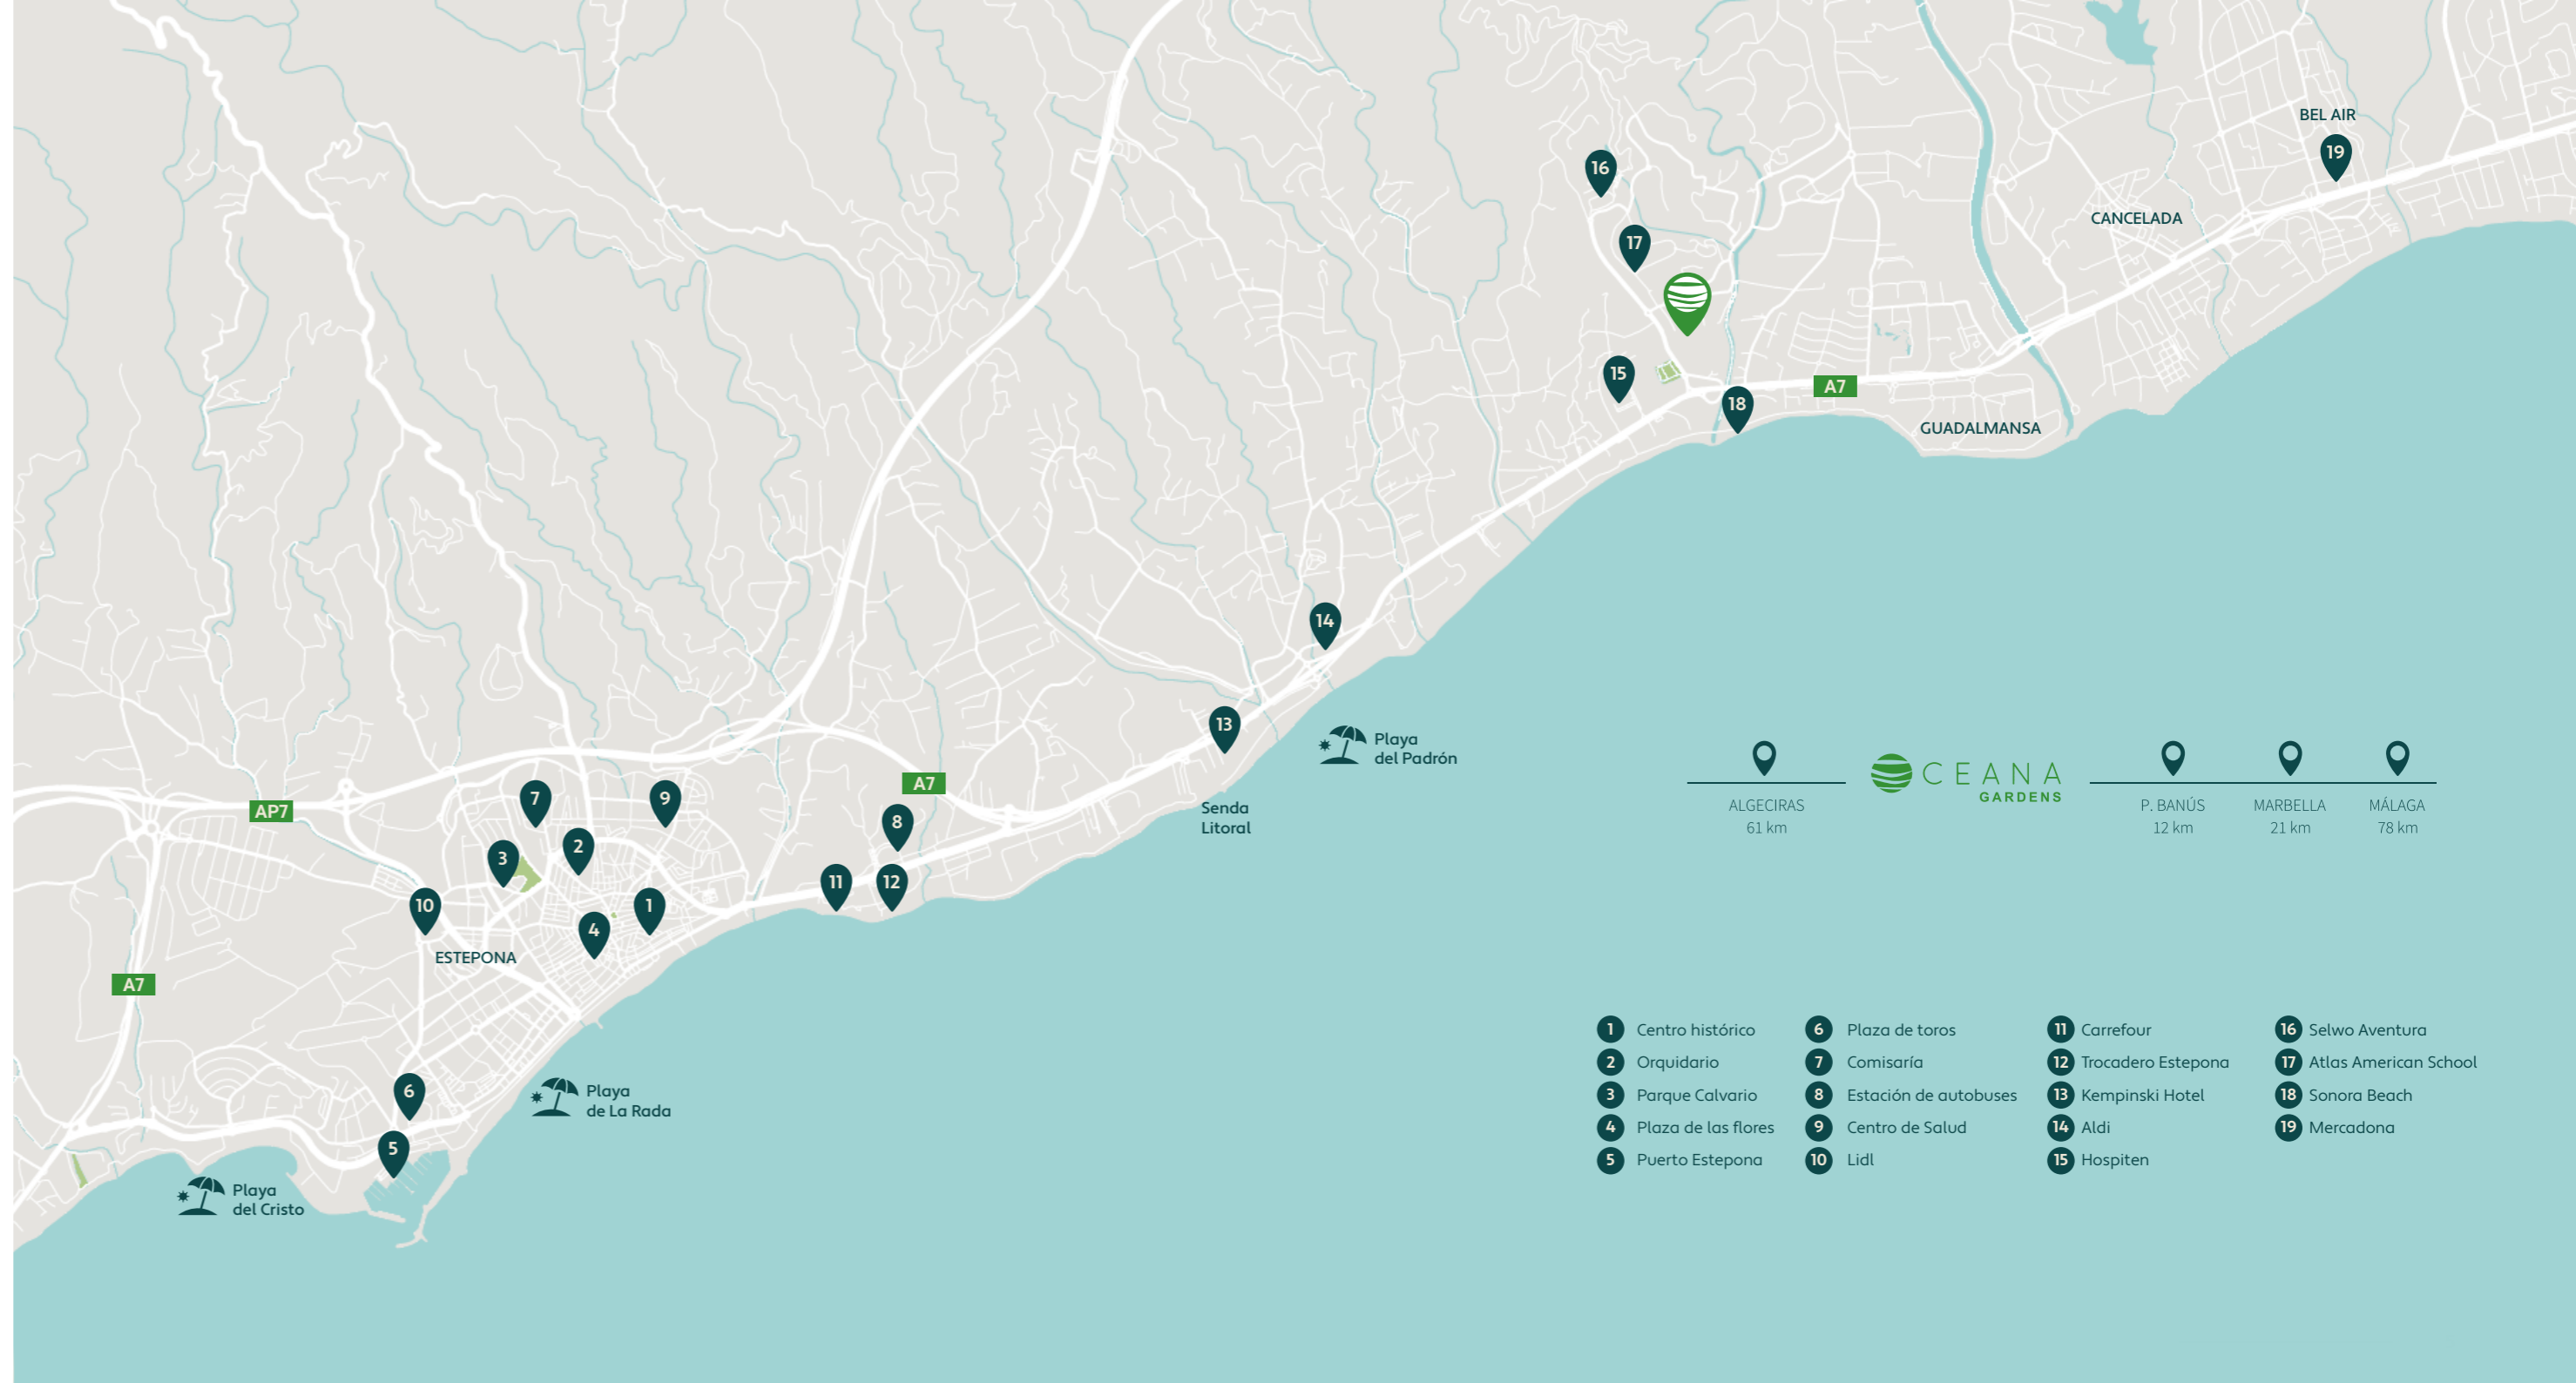 BEL AIR
19
16
CANCELADA
17
15
A7
18
GUADALMANSA
14
13
Playa
del Padrón
A7
Senda
Litoral
AP7
7
9
8
3
2
11
12
10
1
4
ESTEPONA
A7
6
Playa
de La Rada
5
Playa
del Cristo
ALGECIRAS
61 km
CEANA
GARDENS
P. BANÚS
12 km
MARBELLA
21 km
MÁLAGA
78 km
1 Centro histórico
2 Orquidario
3 Parque Calvario
4 Plaza de las flores
5 Puerto Estepona
6 Plaza de toros
7 Comisaría
8 Estación de autobuses
9 Centro de Salud
10 Lidl
11 Carrefour
12 Trocadero Estepona
13 Kempinski Hotel
14 Aldi
15 Hospiten
16 Selwo Aventura
17 Atlas American School
18 Sonora Beach
19 Mercadona